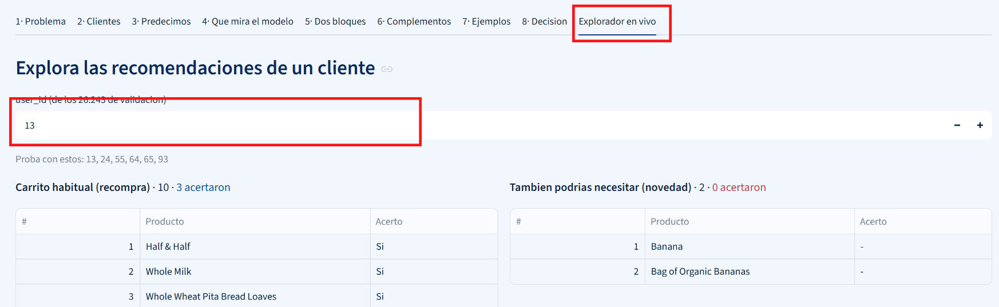 1· Problema 2· Clientes 3· Predecimos 4· Que mira el modelo 5· Dos bloques 6· Complementos 7· Ejemplos 8· Decision Explorador en vivo
Explora las recomendaciones de un cliente
user_id (de los 26.243 de validacion)
13 − +
Proba con estos: 13, 24, 55, 64, 65, 93
Carrito habitual (recompra) · 10 · 3 acertaron
# Producto Acerto
1 Half & Half Si
2 Whole Milk Si
3 Whole Wheat Pita Bread Loaves Si
Tambien podrias necesitar (novedad) · 2 · 0 acertaron
# Producto Acerto
1 Banana -
2 Bag of Organic Bananas -